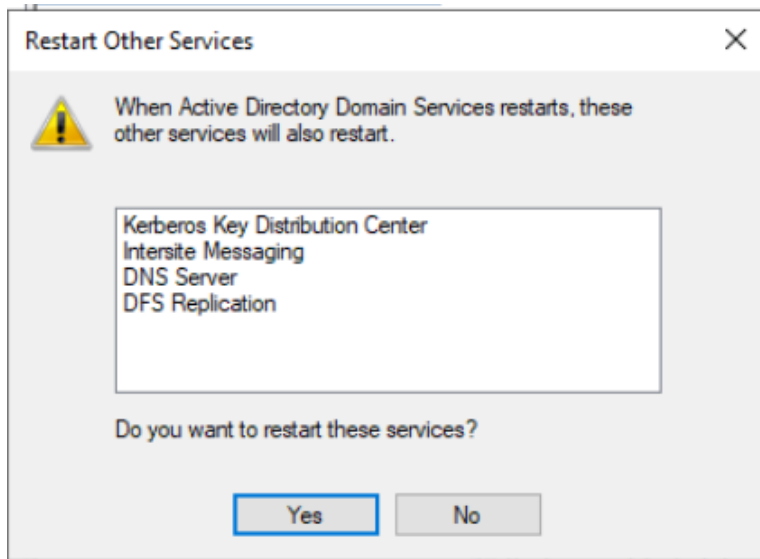 Restart Other Services
When Active Directory Domain Services restarts, these
other services will also restart.
Kerberos Key Distribution Center
Intersite Messaging
DNS Server
DFS Replication
Do you want to restart these services?
Yes
No